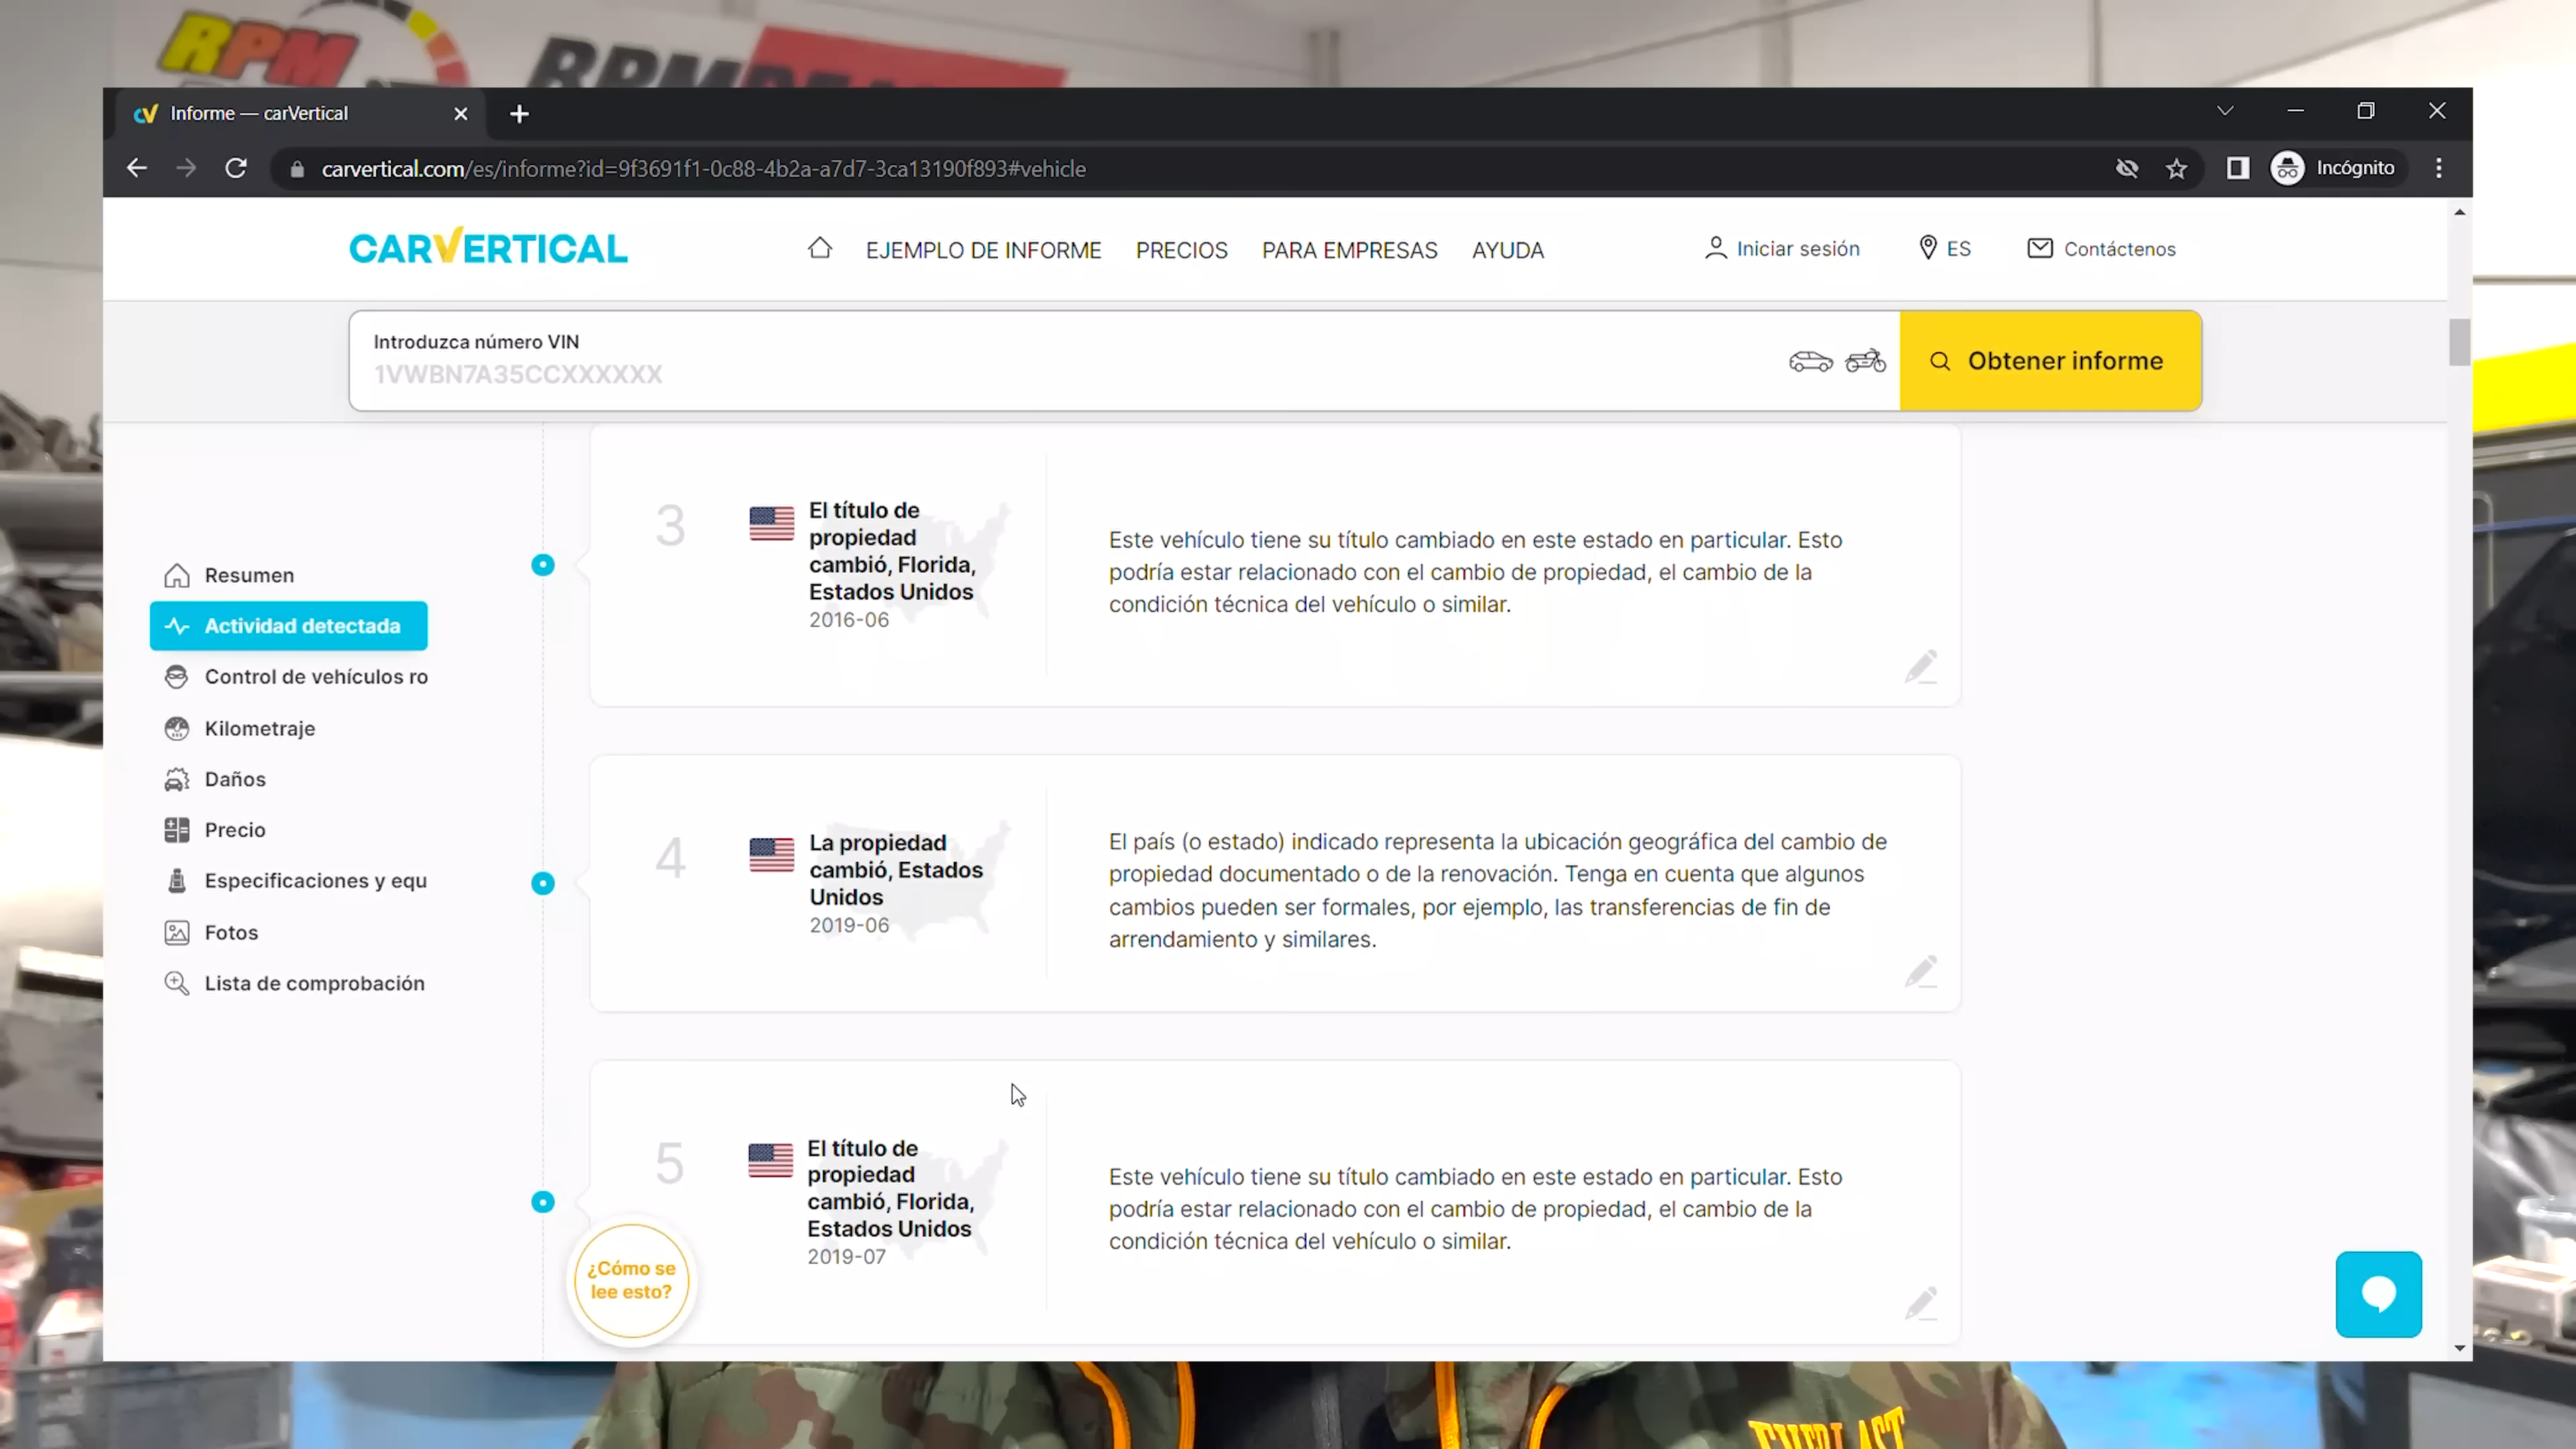 RPM
Informe — carVertical
carvertical.com/es/informe?id=9f3691f1-0c88-4b2a-a7d7-3ca13190f893#vehicle
Incógnito
CARVERTICAL
EJEMPLO DE INFORME
PRECIOS
PARA EMPRESAS
AYUDA
Iniciar sesión
ES
Contáctenos
Introduzca número VIN
1VWBN7A35CCXXXXXX
Obtener informe
Resumen
Actividad detectada
Control de vehículos ro
Kilometraje
Daños
Precio
Especificaciones y equ
Fotos
Lista de comprobación
3
El título de
propiedad
cambió, Florida,
Estados Unidos
2016-06
Este vehículo tiene su título cambiado en este estado en particular. Esto
podría estar relacionado con el cambio de propiedad, el cambio de la
condición técnica del vehículo o similar.
4
La propiedad
cambió, Estados
Unidos
2019-06
El país (o estado) indicado representa la ubicación geográfica del cambio de
propiedad documentado o de la renovación. Tenga en cuenta que algunos
cambios pueden ser formales, por ejemplo, las transferencias de fin de
arrendamiento y similares.
5
El título de
propiedad
cambió, Florida,
Estados Unidos
2019-07
Este vehículo tiene su título cambiado en este estado en particular. Esto
podría estar relacionado con el cambio de propiedad, el cambio de la
condición técnica del vehículo o similar.
¿Cómo se
lee esto?
EVERLAST